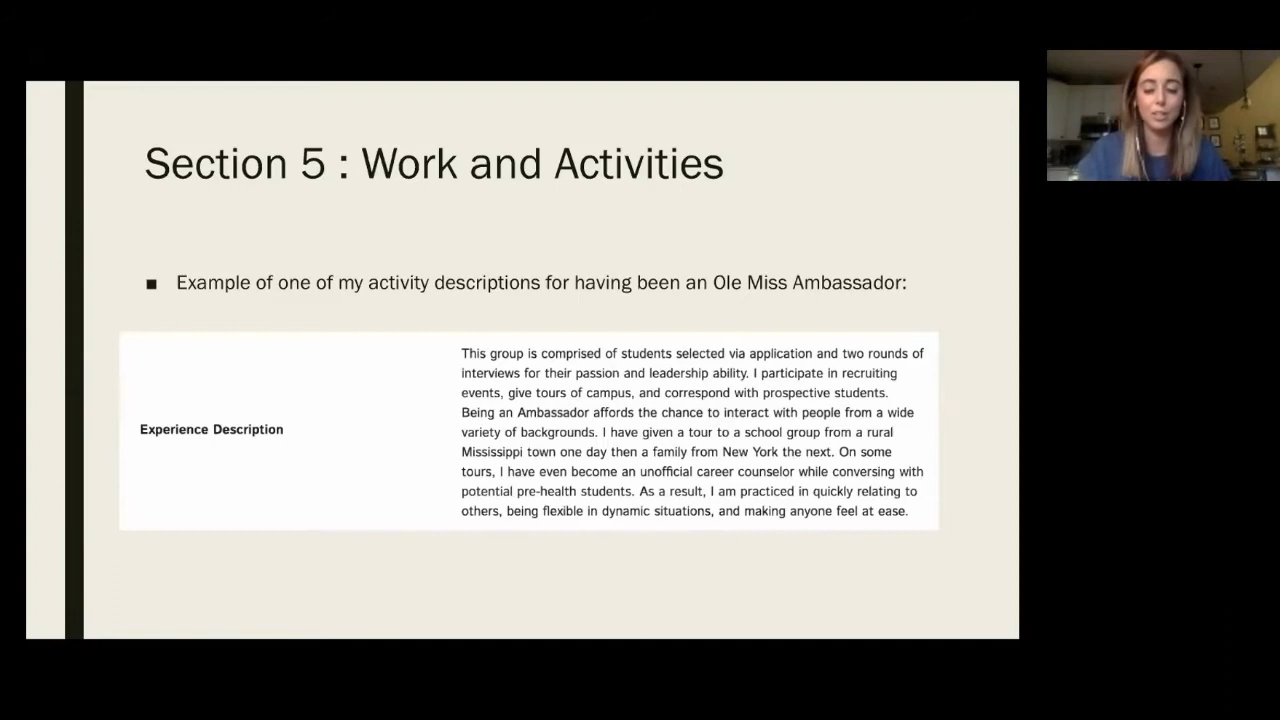 Section 5 : Work and Activities
■ Example of one of my activity descriptions for having been an Ole Miss Ambassador:
Experience Description
This group is comprised of students selected via application and two rounds of
interviews for their passion and leadership ability. I participate in recruiting
events, give tours of campus, and correspond with prospective students.
Being an Ambassador affords the chance to interact with people from a wide
variety of backgrounds. I have given a tour to a school group from a rural
Mississippi town one day then a family from New York the next. On some
tours, I have even become an unofficial career counselor while conversing with
potential pre-health students. As a result, I am practiced in quickly relating to
others, being flexible in dynamic situations, and making anyone feel at ease.